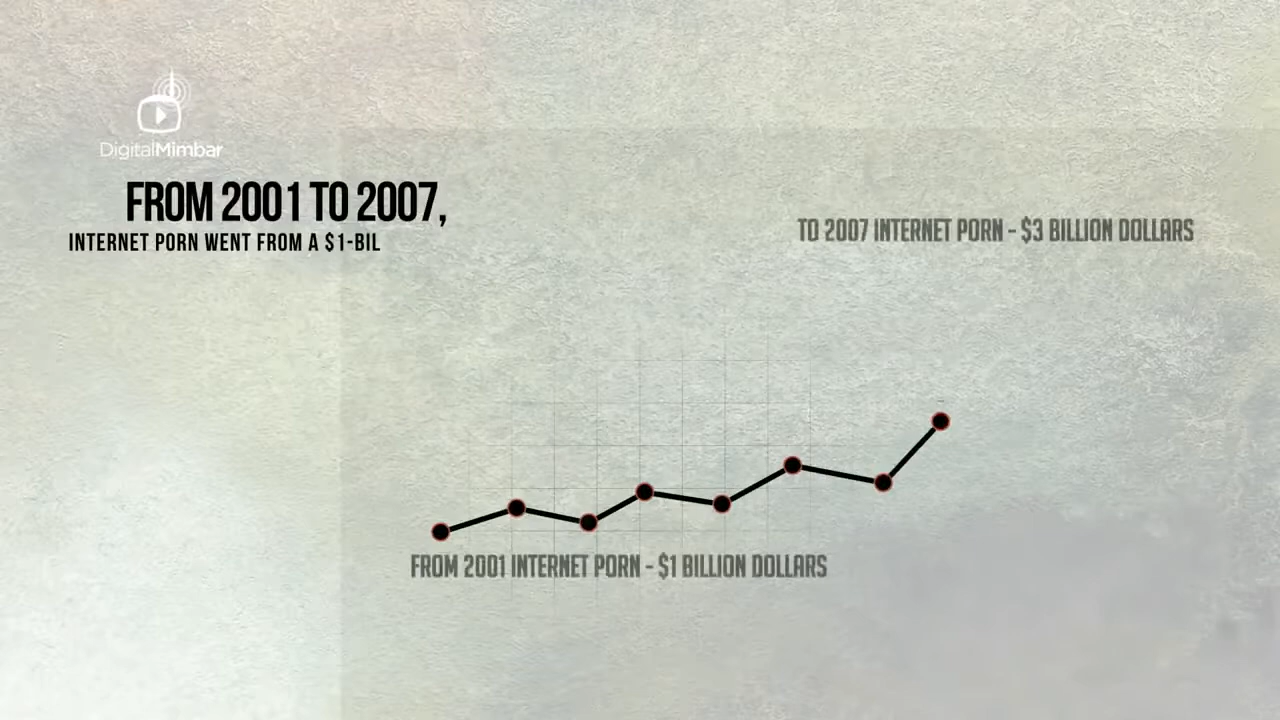 DigitalMimbar
FROM 2001 TO 2007,
INTERNET PORN WENT FROM A $1-BIL
TO 2007 INTERNET PORN - $3 BILLION DOLLARS
FROM 2001 INTERNET PORN - $1 BILLION DOLLARS